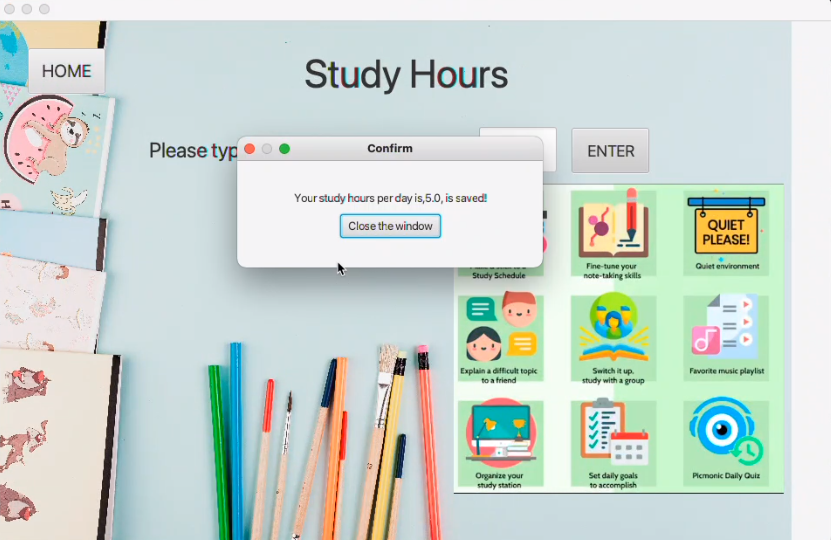 HOME
Study Hours
Please typ
ENTER
Confirm
Your study hours per day is,5.0, is saved!
Close the window
Study Schedule
Fine-tune your
note-taking skills
QUIET
PLEASE!
Quiet environment
Explain a difficult topic
to a friend
Switch it up,
study with a group
Favorite music playlist
Organize your
study station
Set daily goals
to accomplish
Picmonic Daily Quiz